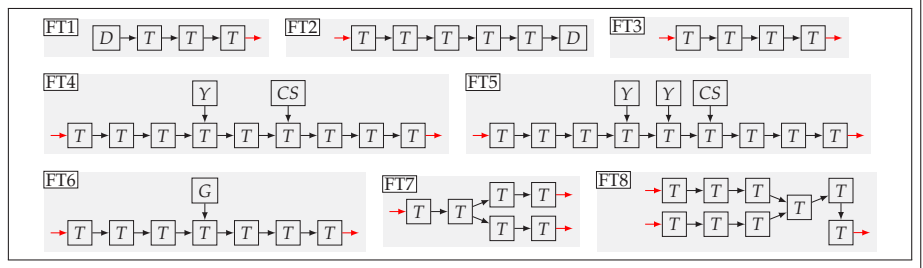 FT1 D T T T FT2 T T T T T D FT3 T T T T
FT4 Y CS FT5 Y Y CS
T T T T T T T T T T T T T T T T T T
FT6 G FT7 T T FT8 T T T T
T T T T T T T T T T T T T T T T T